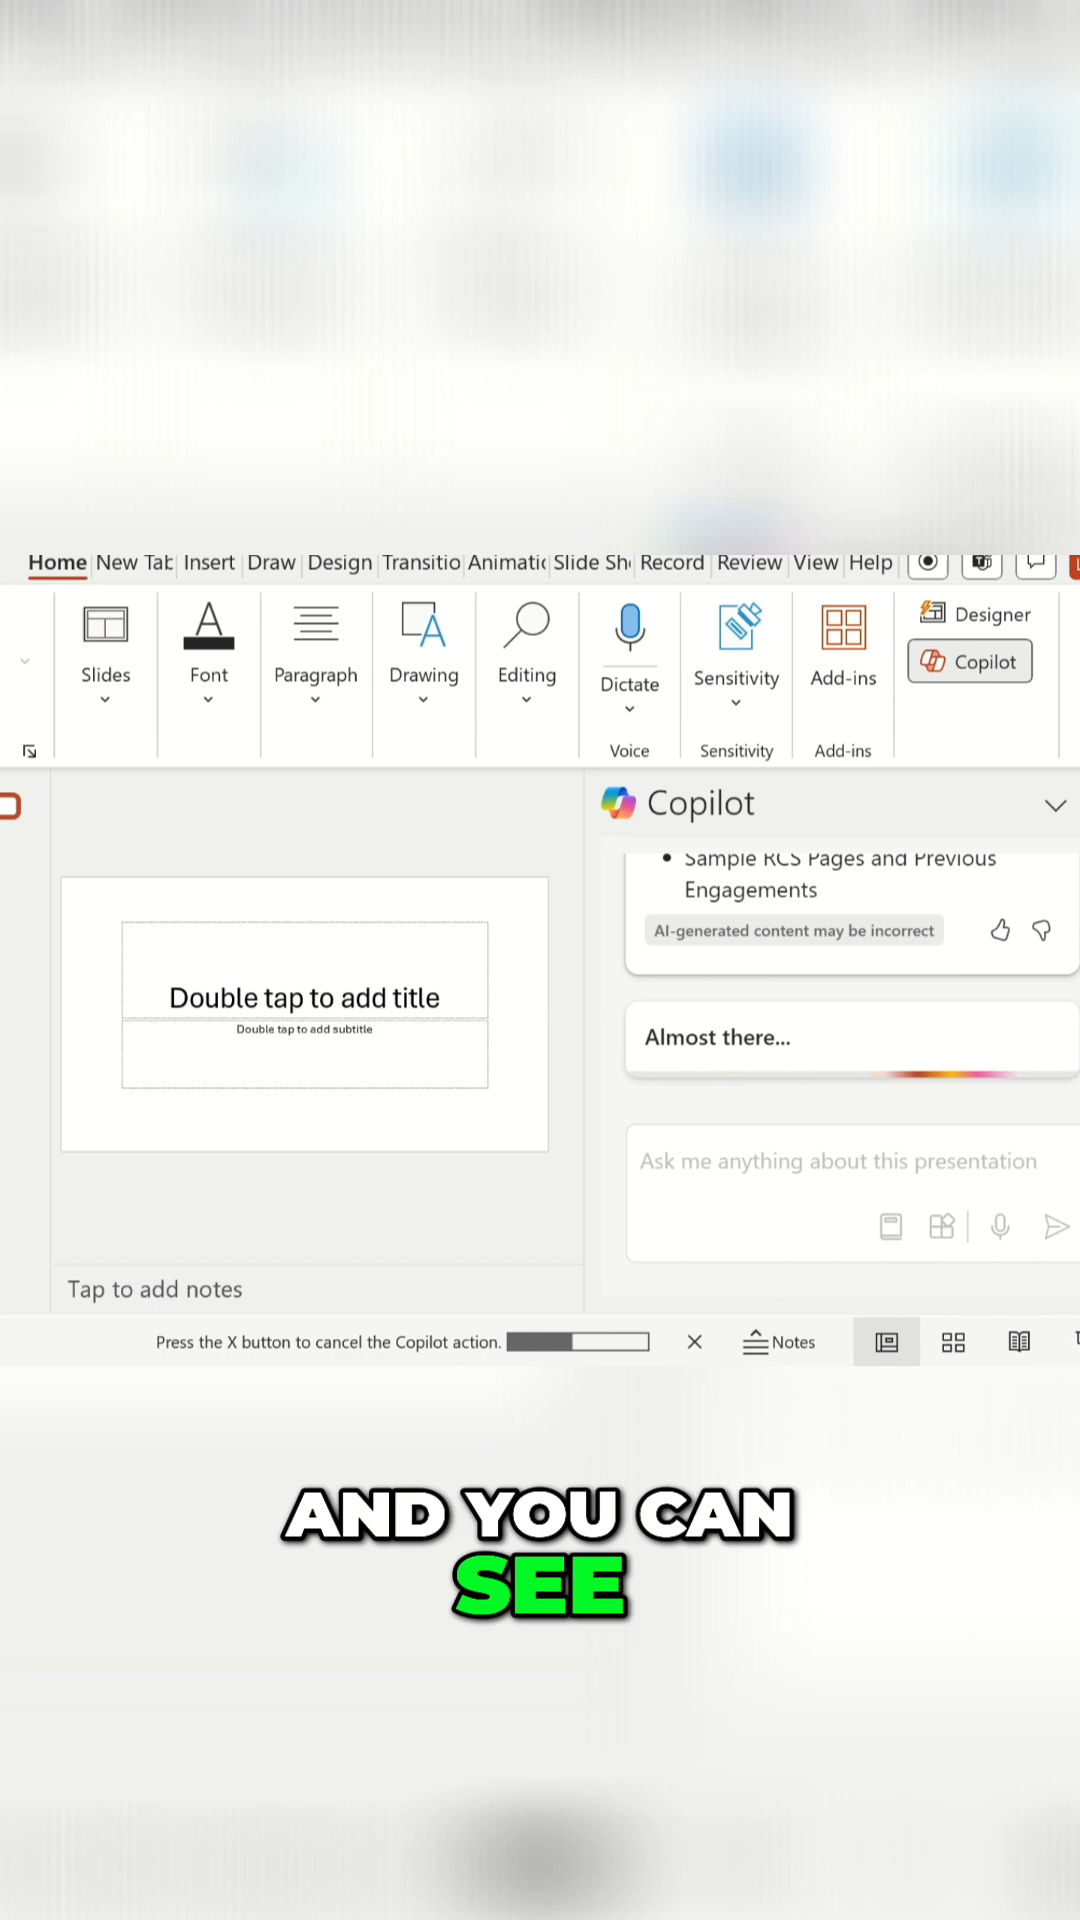 Home New Tab Insert Draw Design Transitio Animatic Slide Sh Record Review View Help
Slides
Font
Paragraph
Drawing
Editing
Dictate
Sensitivity
Add-ins
Designer
Copilot
Voice
Sensitivity
Add-ins
Copilot
• Sample RCS Pages and Previous
Engagements
AI-generated content may be incorrect
Almost there...
Ask me anything about this presentation
Double tap to add title
Double tap to add subtitle
Tap to add notes
Press the X button to cancel the Copilot action.
Notes
AND YOU CAN
SEE